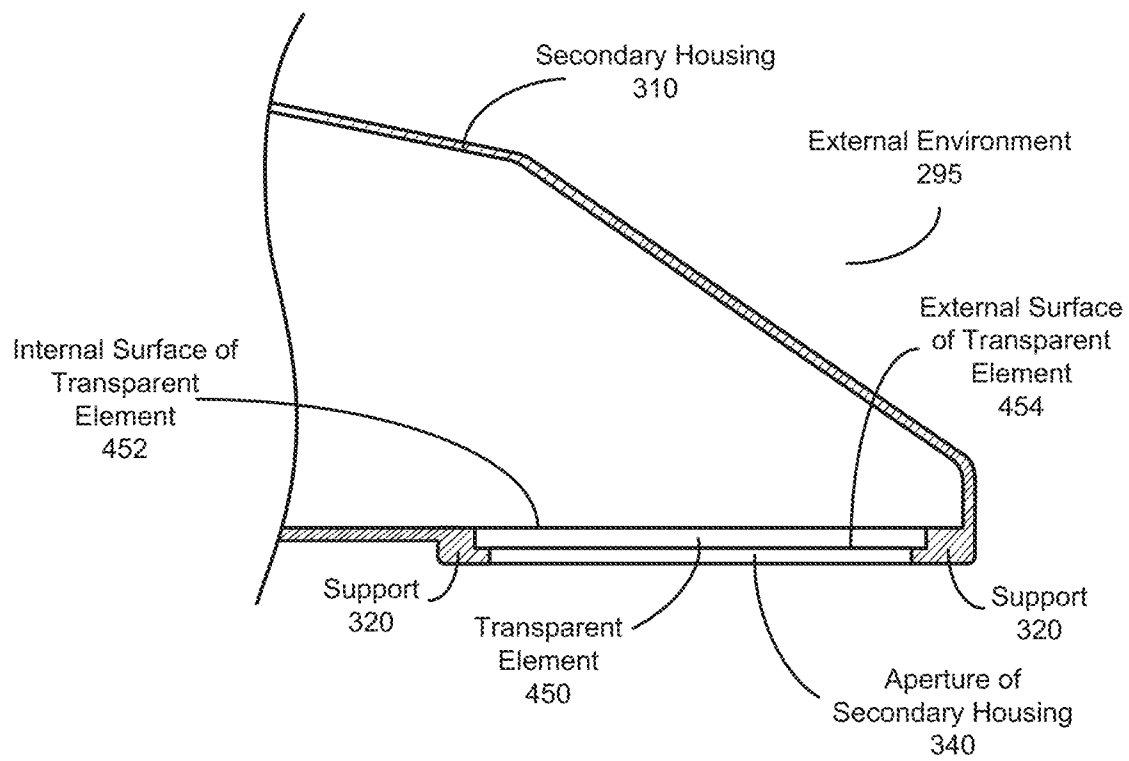 Secondary Housing
310
External Environment
295
External Surface
of Transparent
Element
454
Internal Surface of
Transparent
Element
452
Support
320
Transparent
Element
450
Support
320
Aperture of
Secondary Housing
340